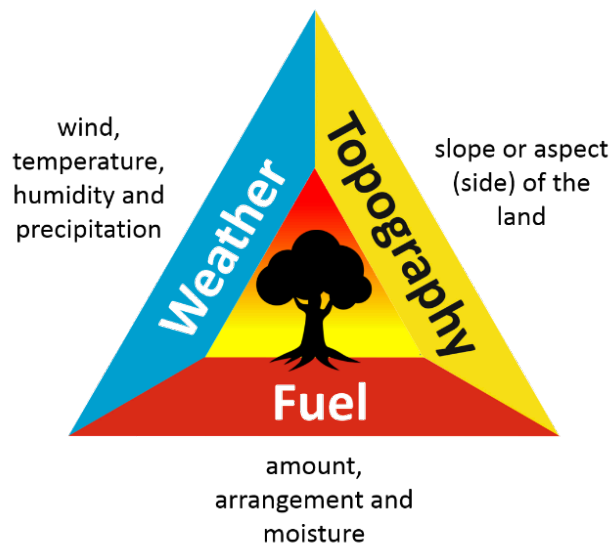 wind,
temperature,
humidity and
precipitation
Weather
Topography
slope or aspect
(side) of the
land
Fuel
amount,
arrangement and
moisture